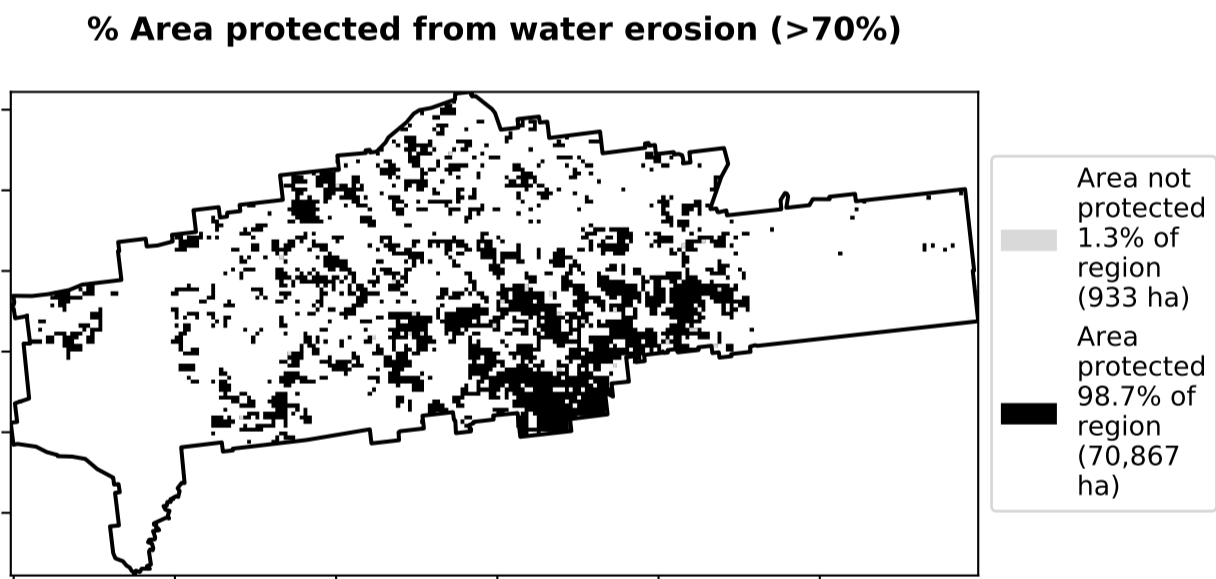 % Area protected from water erosion (>70%)
Area not
protected
1.3% of
region
(933 ha)
Area
protected
98.7% of
region
(70,867
ha)